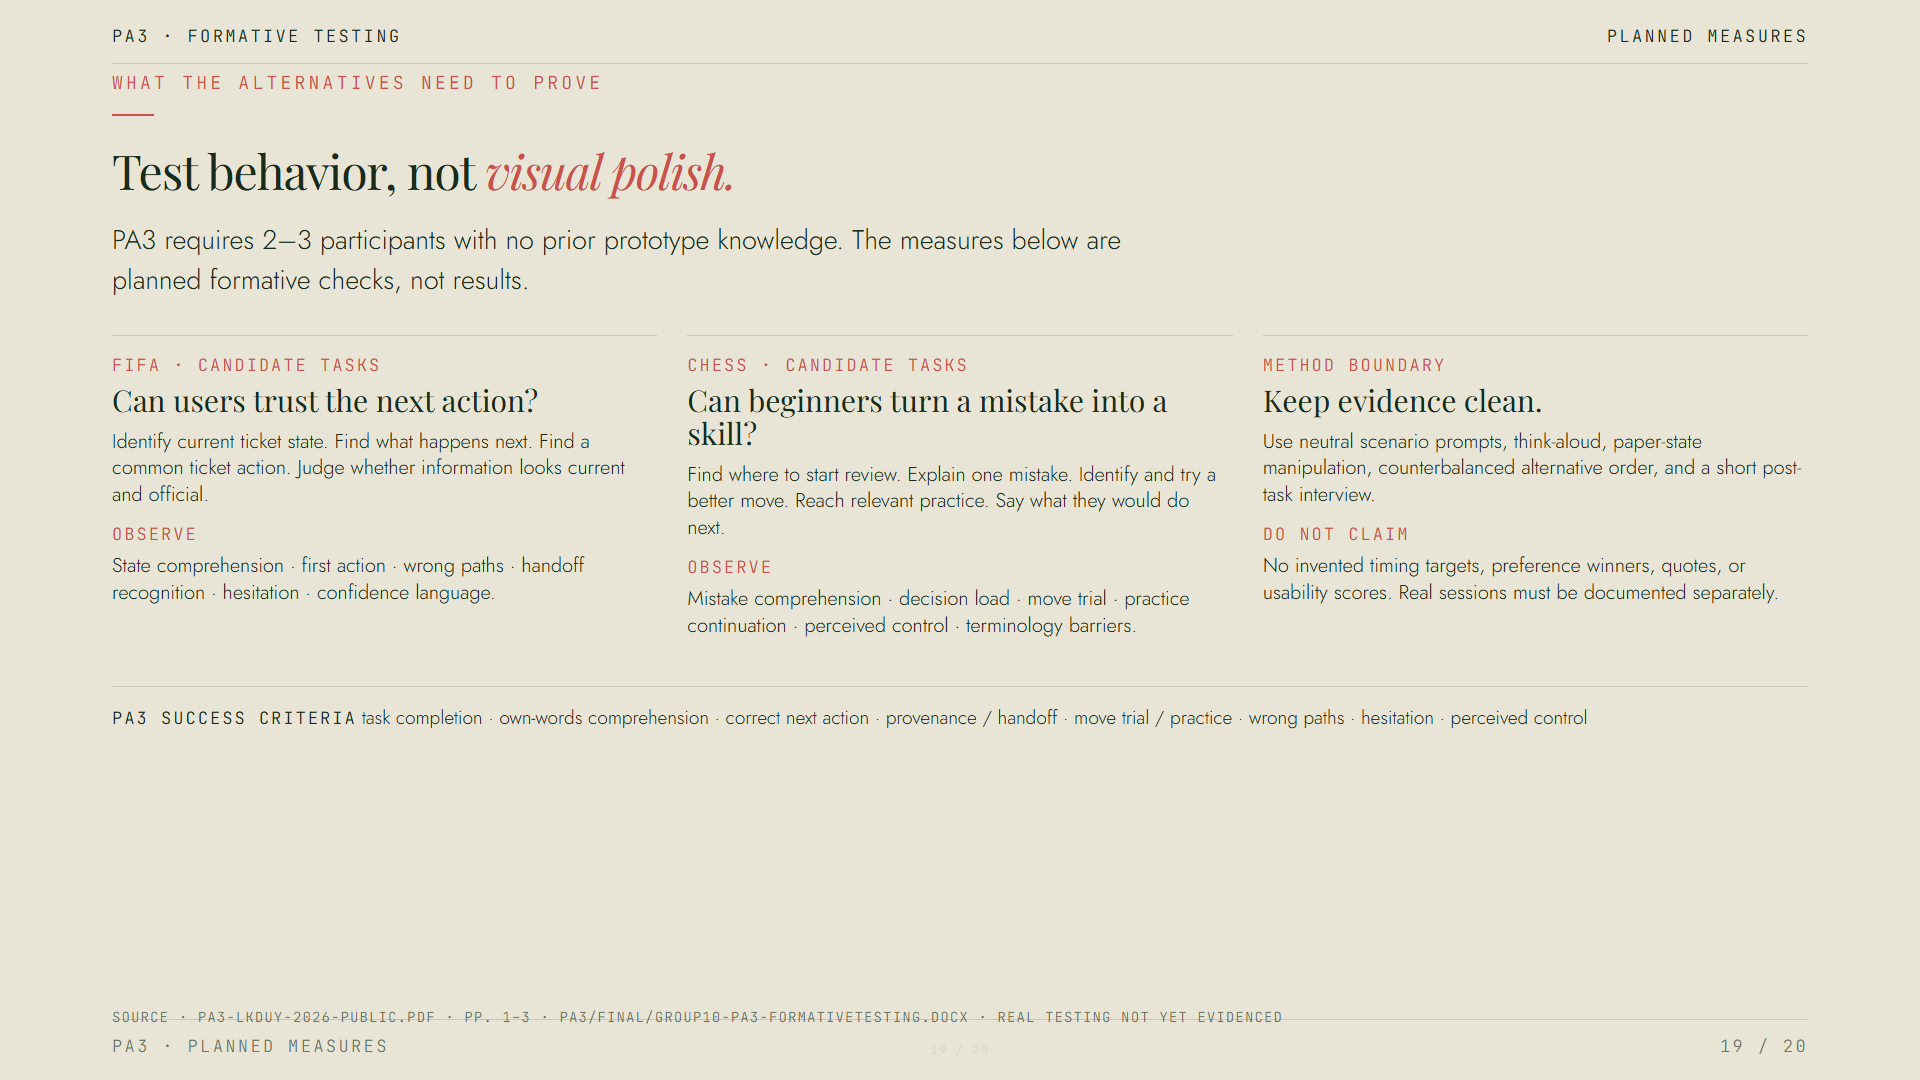 PA3 · FORMATIVE TESTING
PLANNED MEASURES
WHAT THE ALTERNATIVES NEED TO PROVE
Test behavior, not visual polish.
PA3 requires 2–3 participants with no prior prototype knowledge. The measures below are
planned formative checks, not results.
FIFA · CANDIDATE TASKS
Can users trust the next action?
Identify current ticket state. Find what happens next. Find a
common ticket action. Judge whether information looks current
and official.
OBSERVE
State comprehension · first action · wrong paths · handoff
recognition · hesitation · confidence language.
CHESS · CANDIDATE TASKS
Can beginners turn a mistake into a
skill?
Find where to start review. Explain one mistake. Identify and try a
better move. Reach relevant practice. Say what they would do
next.
OBSERVE
Mistake comprehension · decision load · move trial · practice
continuation · perceived control · terminology barriers.
METHOD BOUNDARY
Keep evidence clean.
Use neutral scenario prompts, think-aloud, paper-state
manipulation, counterbalanced alternative order, and a short post-
task interview.
DO NOT CLAIM
No invented timing targets, preference winners, quotes, or
usability scores. Real sessions must be documented separately.
PA3 SUCCESS CRITERIA task completion · own-words comprehension · correct next action · provenance / handoff · move trial / practice · wrong paths · hesitation · perceived control
SOURCE · PA3-LKDUY-2026-PUBLIC.PDF · PP. 1–3 · PA3/FINAL/GROUP10-PA3-FORMATIVETESTING.DOCX · REAL TESTING NOT YET EVIDENCED
PA3 · PLANNED MEASURES
19 / 20
19 / 20